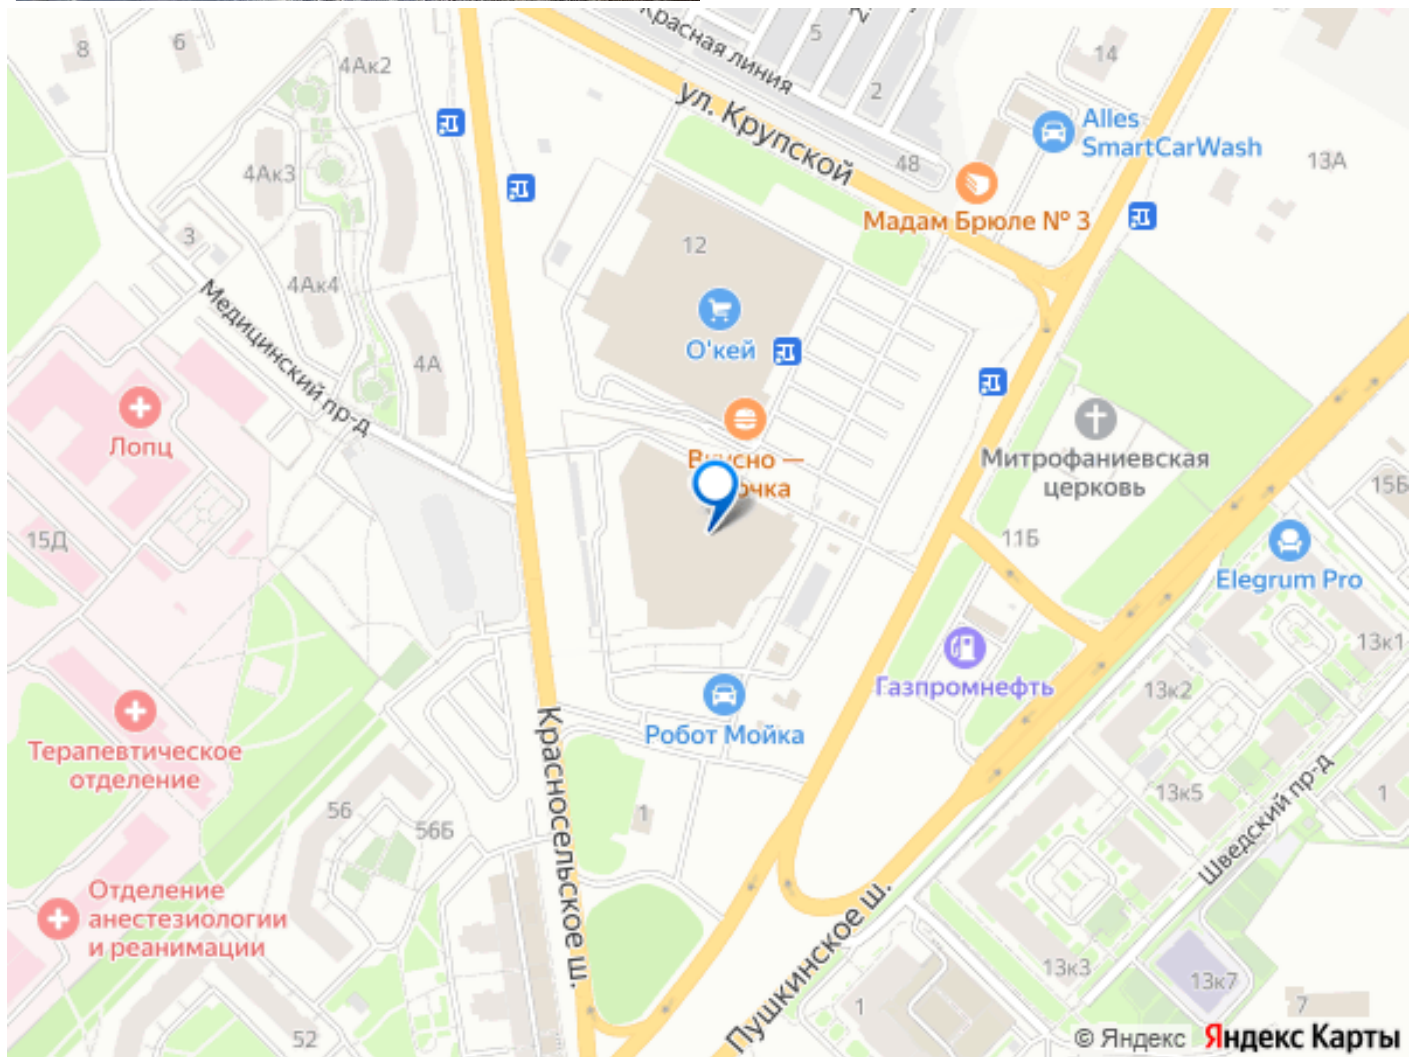 8
6
4Ак2
Красная линия
5
2
14
ул. Крупской
Alles
SmartCarWash
48
13А
4Ак3
Мадам Брюле № 3
3
12
4Ак4
Медицинский пр-д
О'кей
4А
Лопц
Митрофаниевская
церковь
15Б
15Д
11Б
Elegrum Pro
13к1
Газпромнефть
13к2
Робот Мойка
Терапевтическое
отделение
Красносельское ш.
56
56Б
1
13к5
Шведский пр-д
1
Отделение
анестезиологии
и реанимации
Пушкинское ш.
13к3
13к7
1
7
52
© Яндекс Яндекс Карты